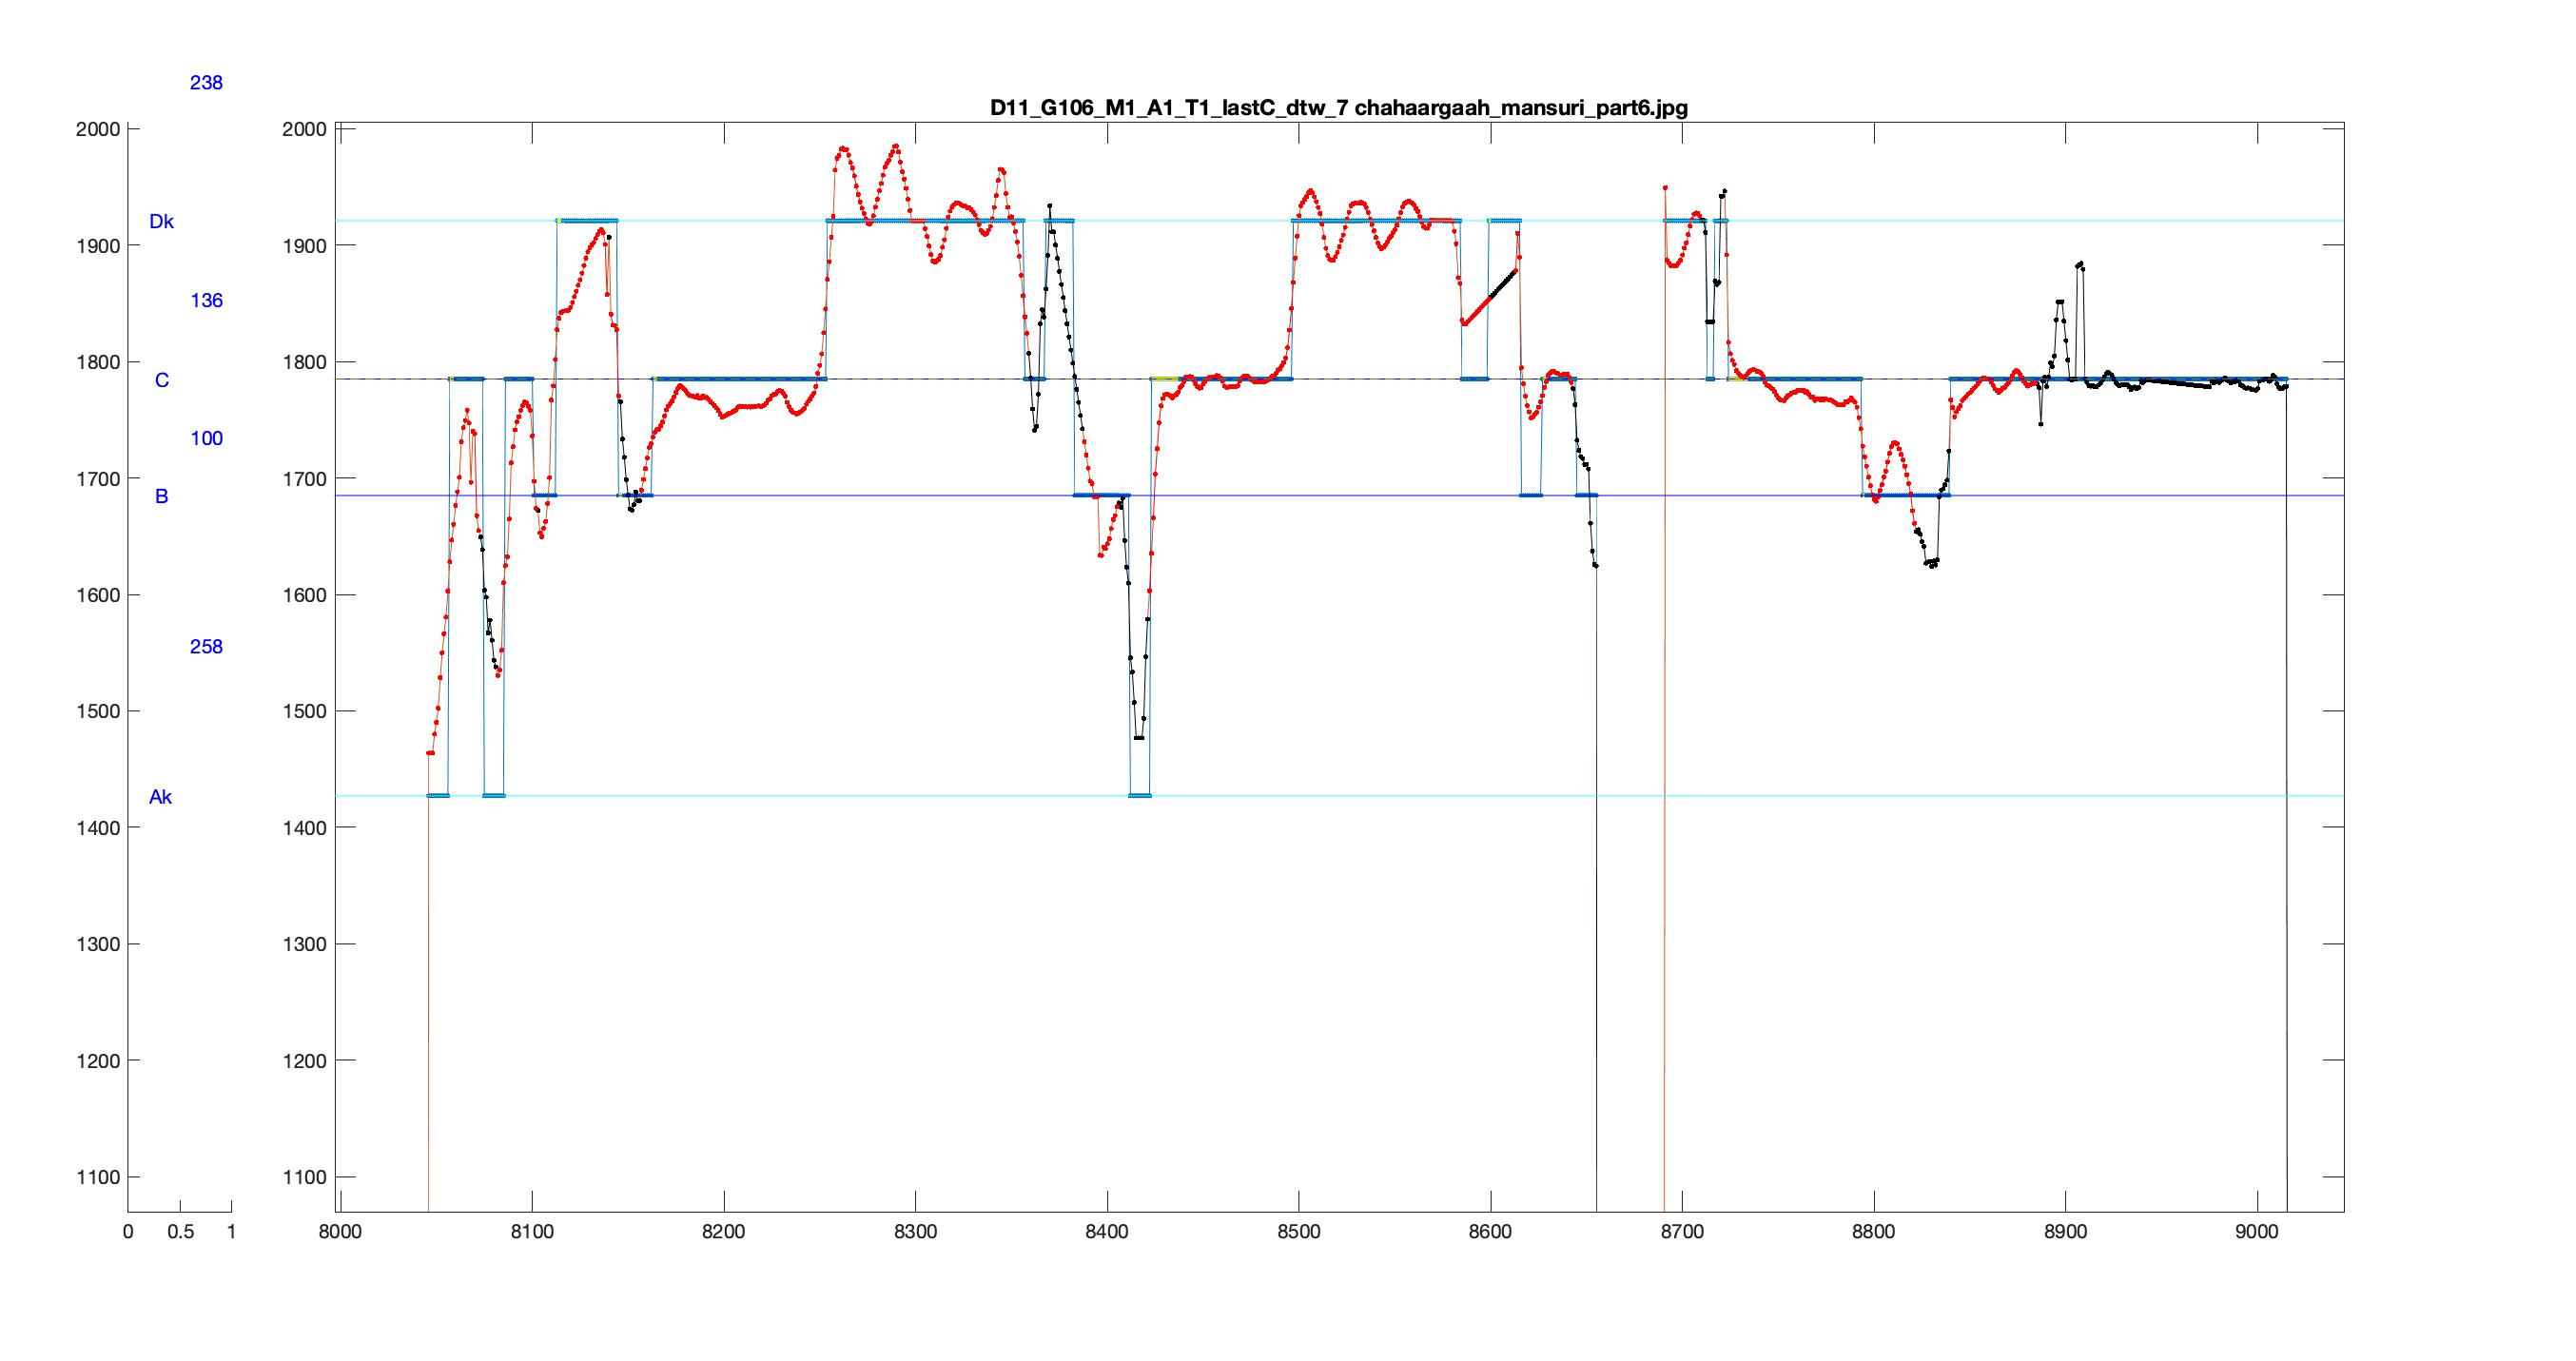 D11_G106_M1_A1_T1_lastC_dtw_7 chahaargaah_mansuri_part6.jpg
238
2000 2000
Dk
1900 1900
136
1800 1800
C
100
1700 1700
B
1600 1600
258
1500 1500
Ak
1400 1400
1300 1300
1200 1200
1100 1100
0 0.5 1 8000 8100 8200 8300 8400 8500 8600 8700 8800 8900 9000